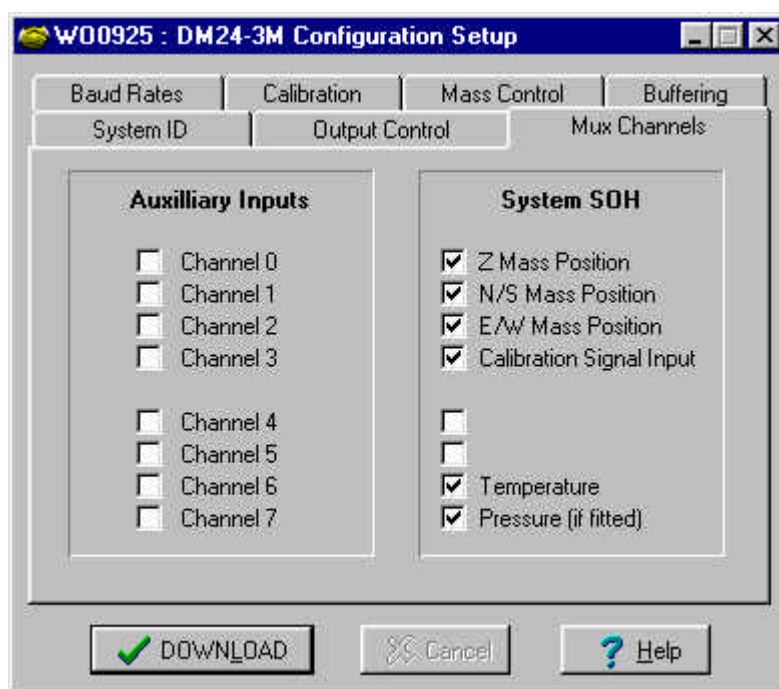 WO0925 : DM24-3M Configuration Setup
Baud Rates
Calibration
Mass Control
Buffering
System ID
Output Control
Mux Channels
Auxilliary Inputs
Channel 0
Channel 1
Channel 2
Channel 3
Channel 4
Channel 5
Channel 6
Channel 7
System SOH
Z Mass Position
N/S Mass Position
E/W Mass Position
Calibration Signal Input
Temperature
Pressure (if fitted)
DOWNLOAD
Cancel
? Help